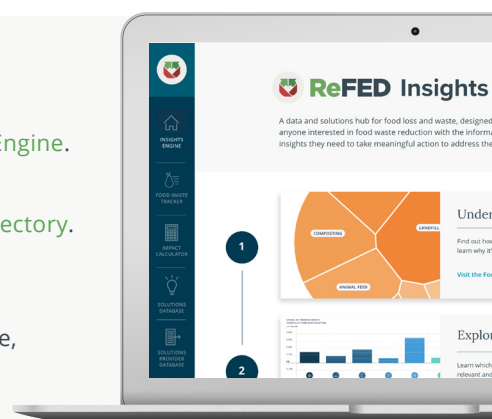 Engine.
ectory.
e,
INSIGHTS
ENGINE
FOOD WASTE
TRACKER
IMPACT
CALCULATOR
SOLUTIONS
DATABASE
SOLUTIONS
PROVIDER
DATABASE
ReFED Insights
A data and solutions hub for food loss and waste, designed
anyone interested in food waste reduction with the informa
insights they need to take meaningful action to address the
1
COMPOSTING
LANDFILL
ANIMAL FEED
Under
Find out how
learn why it'
Visit the Foo
2
Explor
Learn which
relevant and